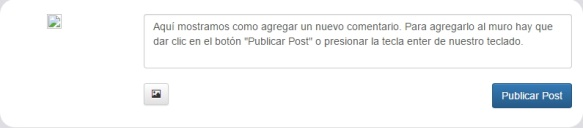 Aquí mostramos como agregar un nuevo comentario. Para agregarlo al muro hay que
dar clic en el botón "Publicar Post" o presionar la tecla enter de nuestro teclado.
Publicar Post